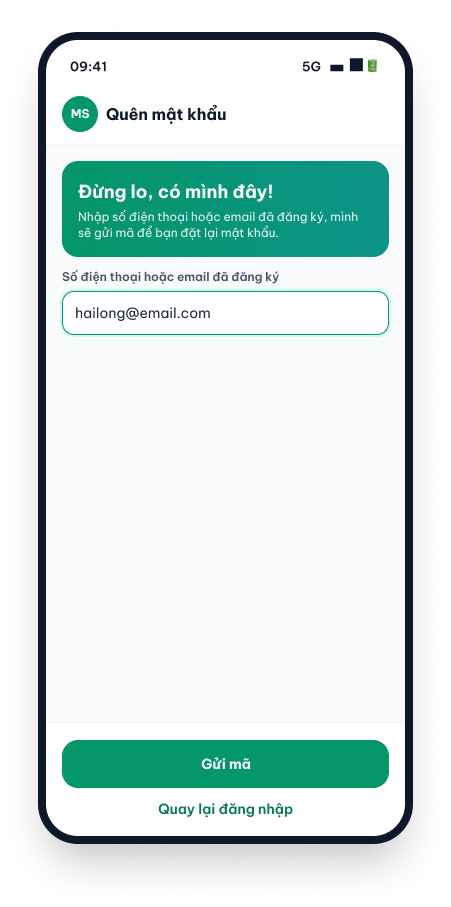 09:41
5G
MS
Quên mật khẩu
Đừng lo, có mình đây!
Nhập số điện thoại hoặc email đã đăng ký, mình
sẽ gửi mã để bạn đặt lại mật khẩu.
Số điện thoại hoặc email đã đăng ký
hailong@email.com
Gửi mã
Quay lại đăng nhập